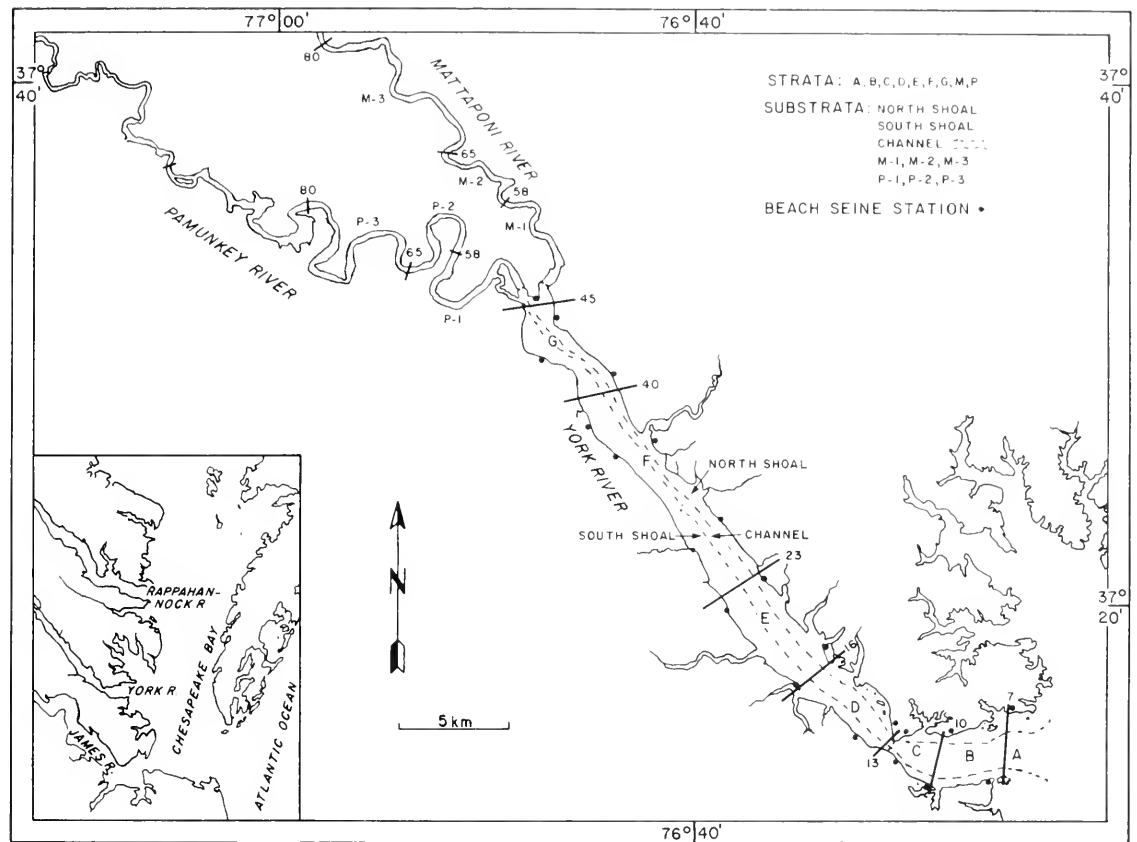 77°00'
76°40'
37°
40'
37°
40'
80
MATTAPONI RIVER
M-3
65
M-2
58
M-1
STRATA: A,B,C,D,E,F,G,M,P
SUBSTRATA: NORTH SHOAL
SOUTH SHOAL
CHANNEL
M-1, M-2, M-3
P-1, P-2, P-3
BEACH SEINE STATION
PAMUNKEY RIVER
80
P-3
P-2
65
58
P-1
45
G
40
YORK RIVER
F
NORTH SHOAL
SOUTH SHOAL
CHANNEL
23
37°
20'
E
16
D
13
C
10
B
7
A
N
5 km
RAPPAHAN-
NOCK R
YORK R
JAMES R.
CHESAPEAKE BAY
ATLANTIC OCEAN
76°40'